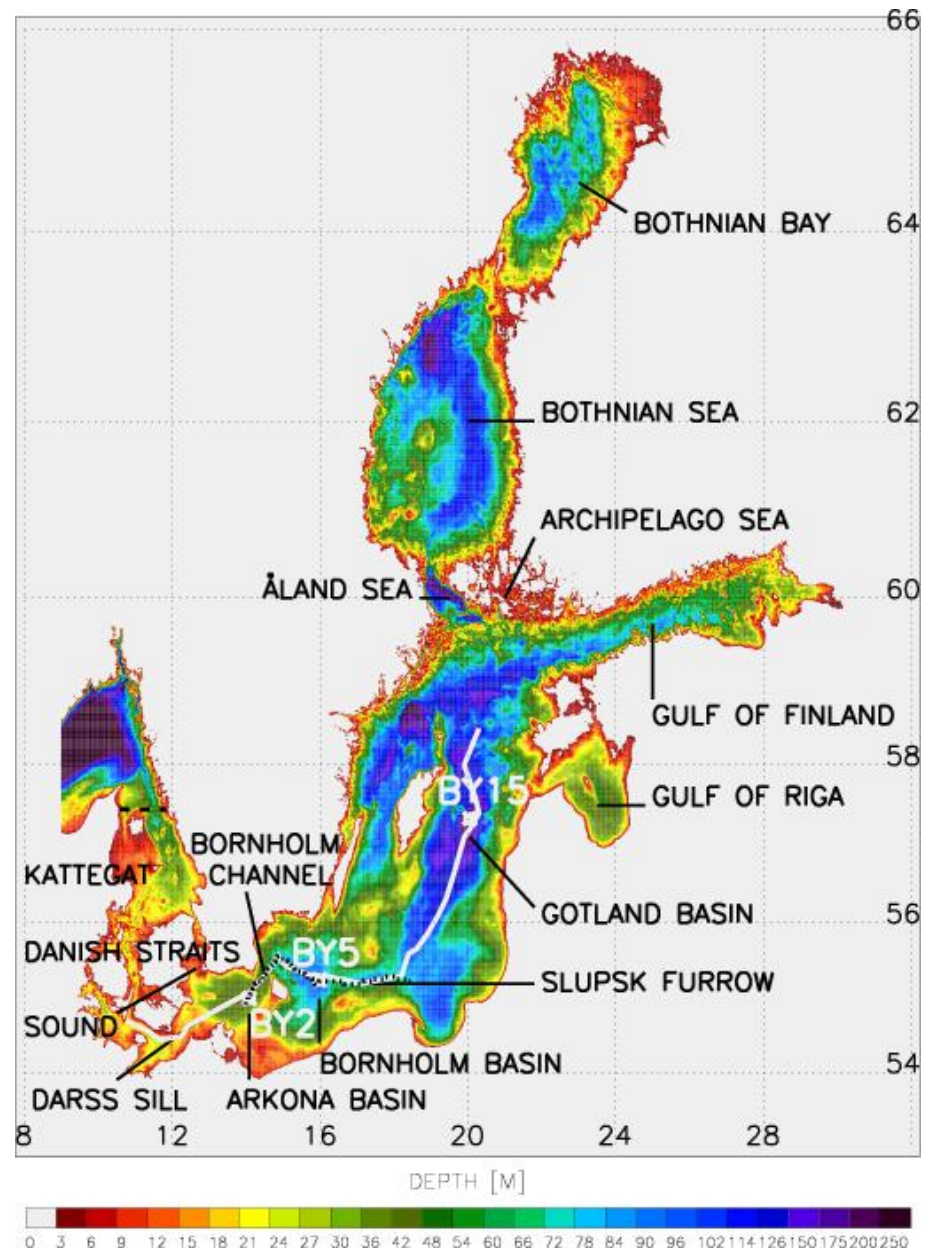 66
BOTHNIAN BAY
64
BOTHNIAN SEA
62
ARCHIPELAGO SEA
ÅLAND SEA
60
GULF OF FINLAND
58
BY15
GULF OF RIGA
BORNHOLM
CHANNEL
KATTEGAT
GOTLAND BASIN
56
DANISH STRAITS
BY5
SLUPSK FURROW
SOUND
BY2
BORNHOLM BASIN
54
DARSS SILL
ARKONA BASIN
8 12 16 20 24 28
DEPTH [M]
0 3 6 9 12 15 18 21 24 27 30 36 42 48 54 60 66 72 78 84 90 96 102 114 126 150 175 200 250